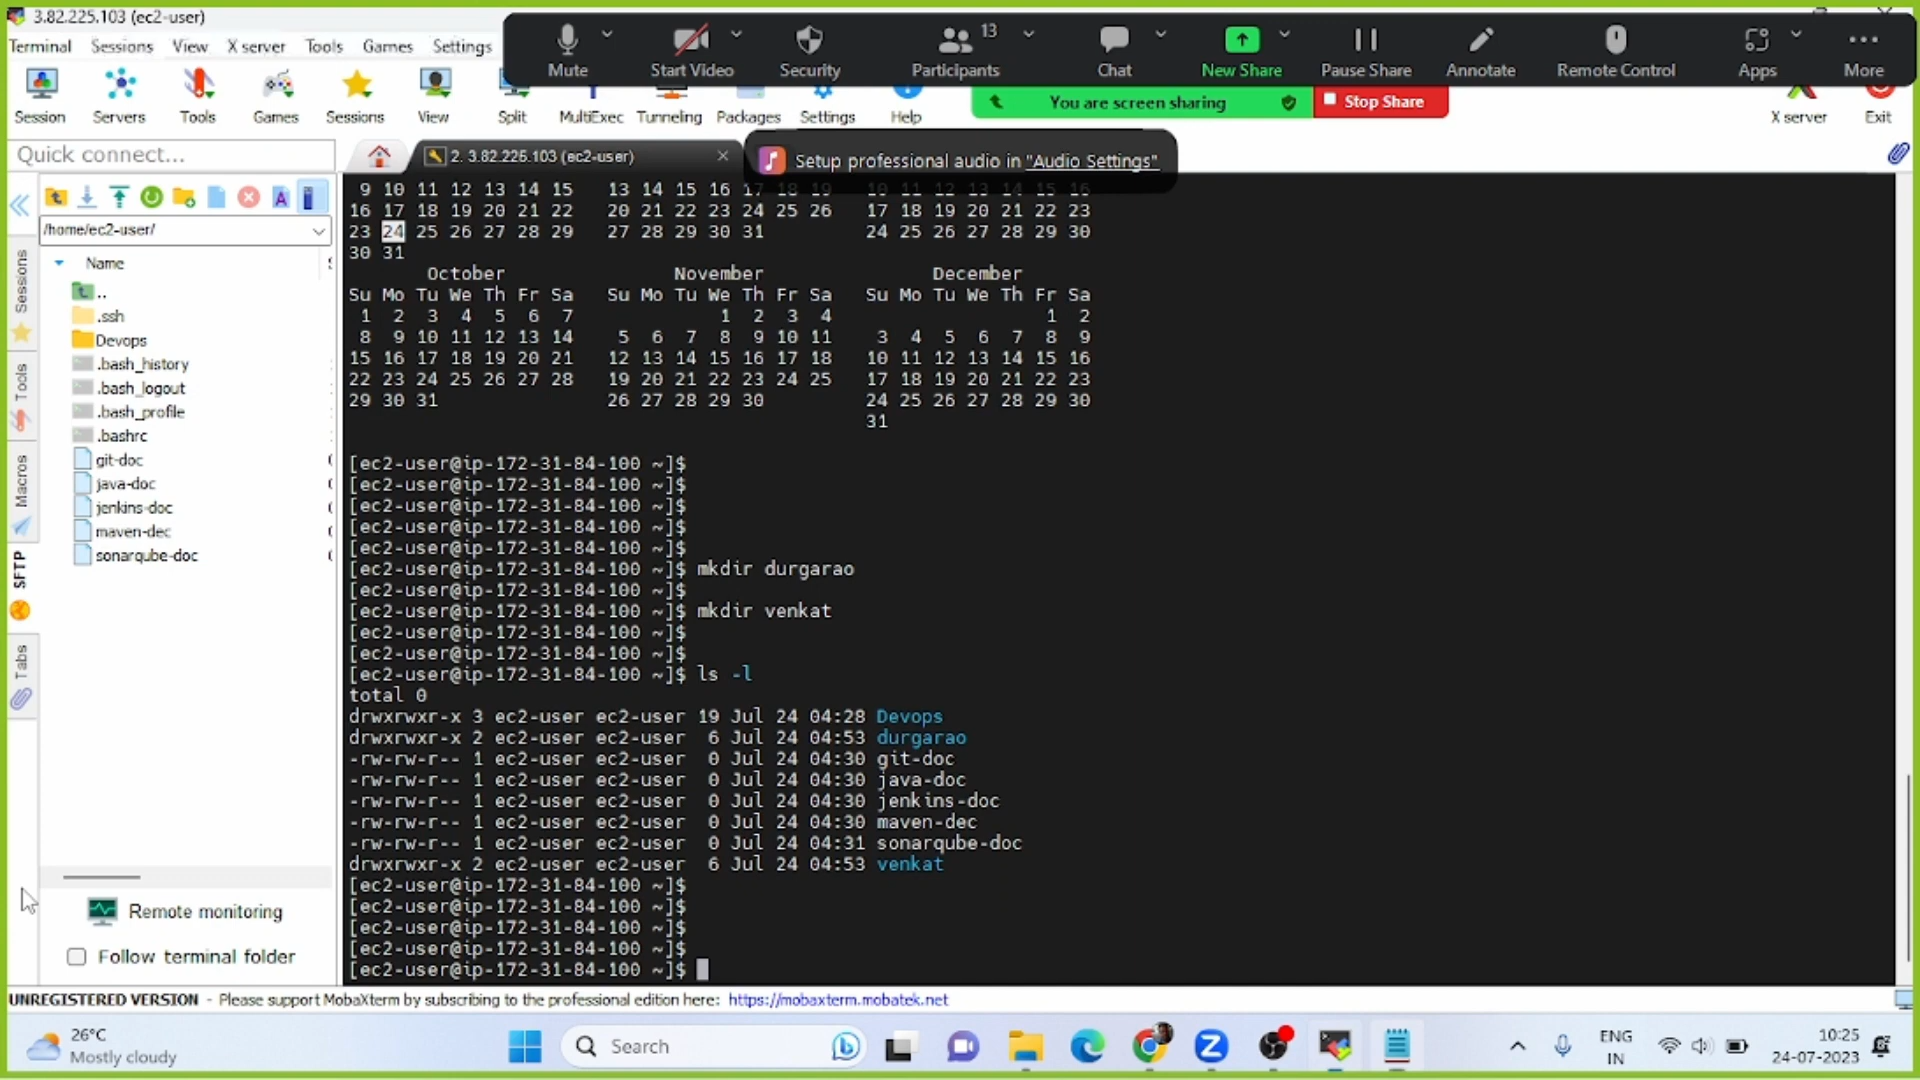 3.82.225.103 (ec2-user)
Terminal Sessions View X server Tools Games Settings
Mute Start Video Security Participants 13 Chat New Share Pause Share Annotate Remote Control Apps More
Session Servers Tools Games Sessions View Split MultiExec Tunneling Packages Settings Help
You are screen sharing Stop Share
X server Exit
Quick connect...
2. 3.82.225.103 (ec2-user)
Setup professional audio in "Audio Settings"
/home/ec2-user/
Name
..
.ssh
Devops
.bash_history
.bash_logout
.bash_profile
.bashrc
git-doc
java-doc
jenkins-doc
maven-dec
sonarqube-doc
Sessions
Tools
Macros
SFTP
Tabs
Remote monitoring
Follow terminal folder
9 10 11 12 13 14 15 13 14 15 16 17 18 19 10 11 12 13 14 15 16
16 17 18 19 20 21 22 20 21 22 23 24 25 26 17 18 19 20 21 22 23
23 24 25 26 27 28 29 27 28 29 30 31 24 25 26 27 28 29 30
30 31
October November December
Su Mo Tu We Th Fr Sa Su Mo Tu We Th Fr Sa Su Mo Tu We Th Fr Sa
1 2 3 4 5 6 7 1 2 3 4 1 2
8 9 10 11 12 13 14 5 6 7 8 9 10 11 3 4 5 6 7 8 9
15 16 17 18 19 20 21 12 13 14 15 16 17 18 10 11 12 13 14 15 16
22 23 24 25 26 27 28 19 20 21 22 23 24 25 17 18 19 20 21 22 23
29 30 31 26 27 28 29 30 24 25 26 27 28 29 30
31
[ec2-user@ip-172-31-84-100 ~]$
[ec2-user@ip-172-31-84-100 ~]$
[ec2-user@ip-172-31-84-100 ~]$
[ec2-user@ip-172-31-84-100 ~]$
[ec2-user@ip-172-31-84-100 ~]$
[ec2-user@ip-172-31-84-100 ~]$ mkdir durgarao
[ec2-user@ip-172-31-84-100 ~]$
[ec2-user@ip-172-31-84-100 ~]$ mkdir venkat
[ec2-user@ip-172-31-84-100 ~]$
[ec2-user@ip-172-31-84-100 ~]$
[ec2-user@ip-172-31-84-100 ~]$ ls -l
total 0
drwxrwxr-x 3 ec2-user ec2-user 19 Jul 24 04:28 Devops
drwxrwxr-x 2 ec2-user ec2-user 6 Jul 24 04:53 durgarao
-rw-rw-r-- 1 ec2-user ec2-user 0 Jul 24 04:30 git-doc
-rw-rw-r-- 1 ec2-user ec2-user 0 Jul 24 04:30 java-doc
-rw-rw-r-- 1 ec2-user ec2-user 0 Jul 24 04:30 jenkins-doc
-rw-rw-r-- 1 ec2-user ec2-user 0 Jul 24 04:30 maven-dec
-rw-rw-r-- 1 ec2-user ec2-user 0 Jul 24 04:31 sonarqube-doc
drwxrwxr-x 2 ec2-user ec2-user 6 Jul 24 04:53 venkat
[ec2-user@ip-172-31-84-100 ~]$
[ec2-user@ip-172-31-84-100 ~]$
[ec2-user@ip-172-31-84-100 ~]$
[ec2-user@ip-172-31-84-100 ~]$
[ec2-user@ip-172-31-84-100 ~]$
UNREGISTERED VERSION - Please support MobaXterm by subscribing to the professional edition here: https://mobaxterm.mobatek.net
26°C
Mostly cloudy
Search
ENG
IN
10:25
24-07-2023